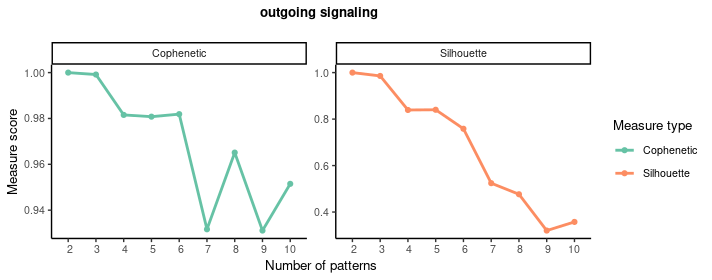 outgoing signaling
Cophenetic
Silhouette
Measure score
1.00
0.98
0.96
0.94
2 3 4 5 6 7 8 9 10
1.0
0.8
0.6
0.4
2 3 4 5 6 7 8 9 10
Number of patterns
Measure type
Cophenetic
Silhouette